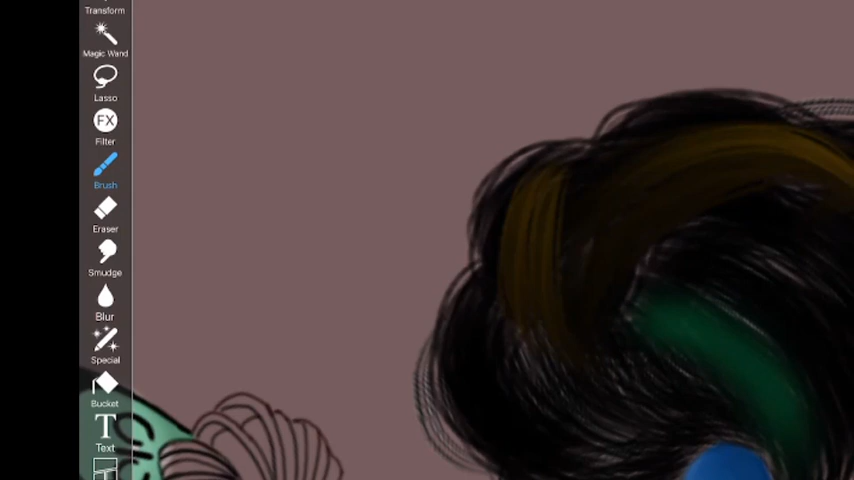 Transform
Magic Wand
Lasso
FX
Filter
Brush
Eraser
Smudge
Blur
Special
Bucket
T
Text